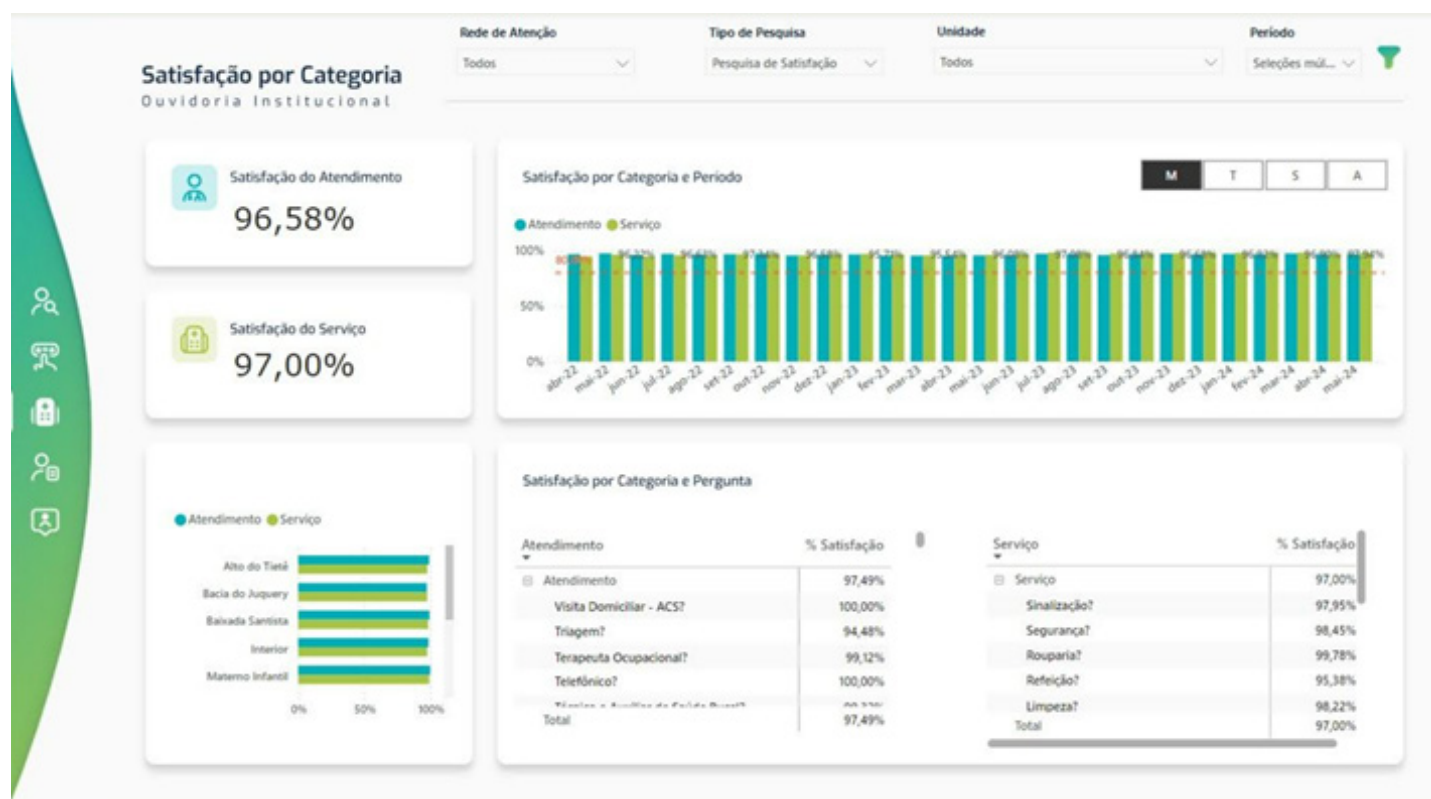 Rede de Atenção Tipo de Pesquisa Unidade Período
Todos Pesquisa de Satisfação Todos Seleções múl...
Satisfação por Categoria
Ouvidoria Institucional
Satisfação do Atendimento
96,58%
Satisfação do Serviço
97,00%
Satisfação por Categoria e Período
M T S A
Atendimento Serviço
100%
50%
0%
abr-22 mai-22 jun-22 jul-22 ago-22 set-22 out-22 nov-22 dez-22 jan-23 fev-23 mar-23 abr-23 mai-23 jun-23 jul-23 ago-23 set-23 out-23 nov-23 dez-23 jan-24 fev-24 mar-24 abr-24 mai-24
Atendimento Serviço
Alto do Tietê
Bacia do Juquery
Baixada Santista
Interior
Materno Infantil
0% 50% 100%
Satisfação por Categoria e Pergunta
Atendimento % Satisfação
Atendimento 97,49%
Visita Domiciliar - ACS? 100,00%
Triagem? 94,48%
Terapeuta Ocupacional? 99,12%
Telefônico? 100,00%
Total 97,49%
Serviço % Satisfação
Serviço 97,00%
Sinalização? 97,95%
Segurança? 98,45%
Rouparia? 99,78%
Refeição? 95,38%
Limpeza? 98,22%
Total 97,00%